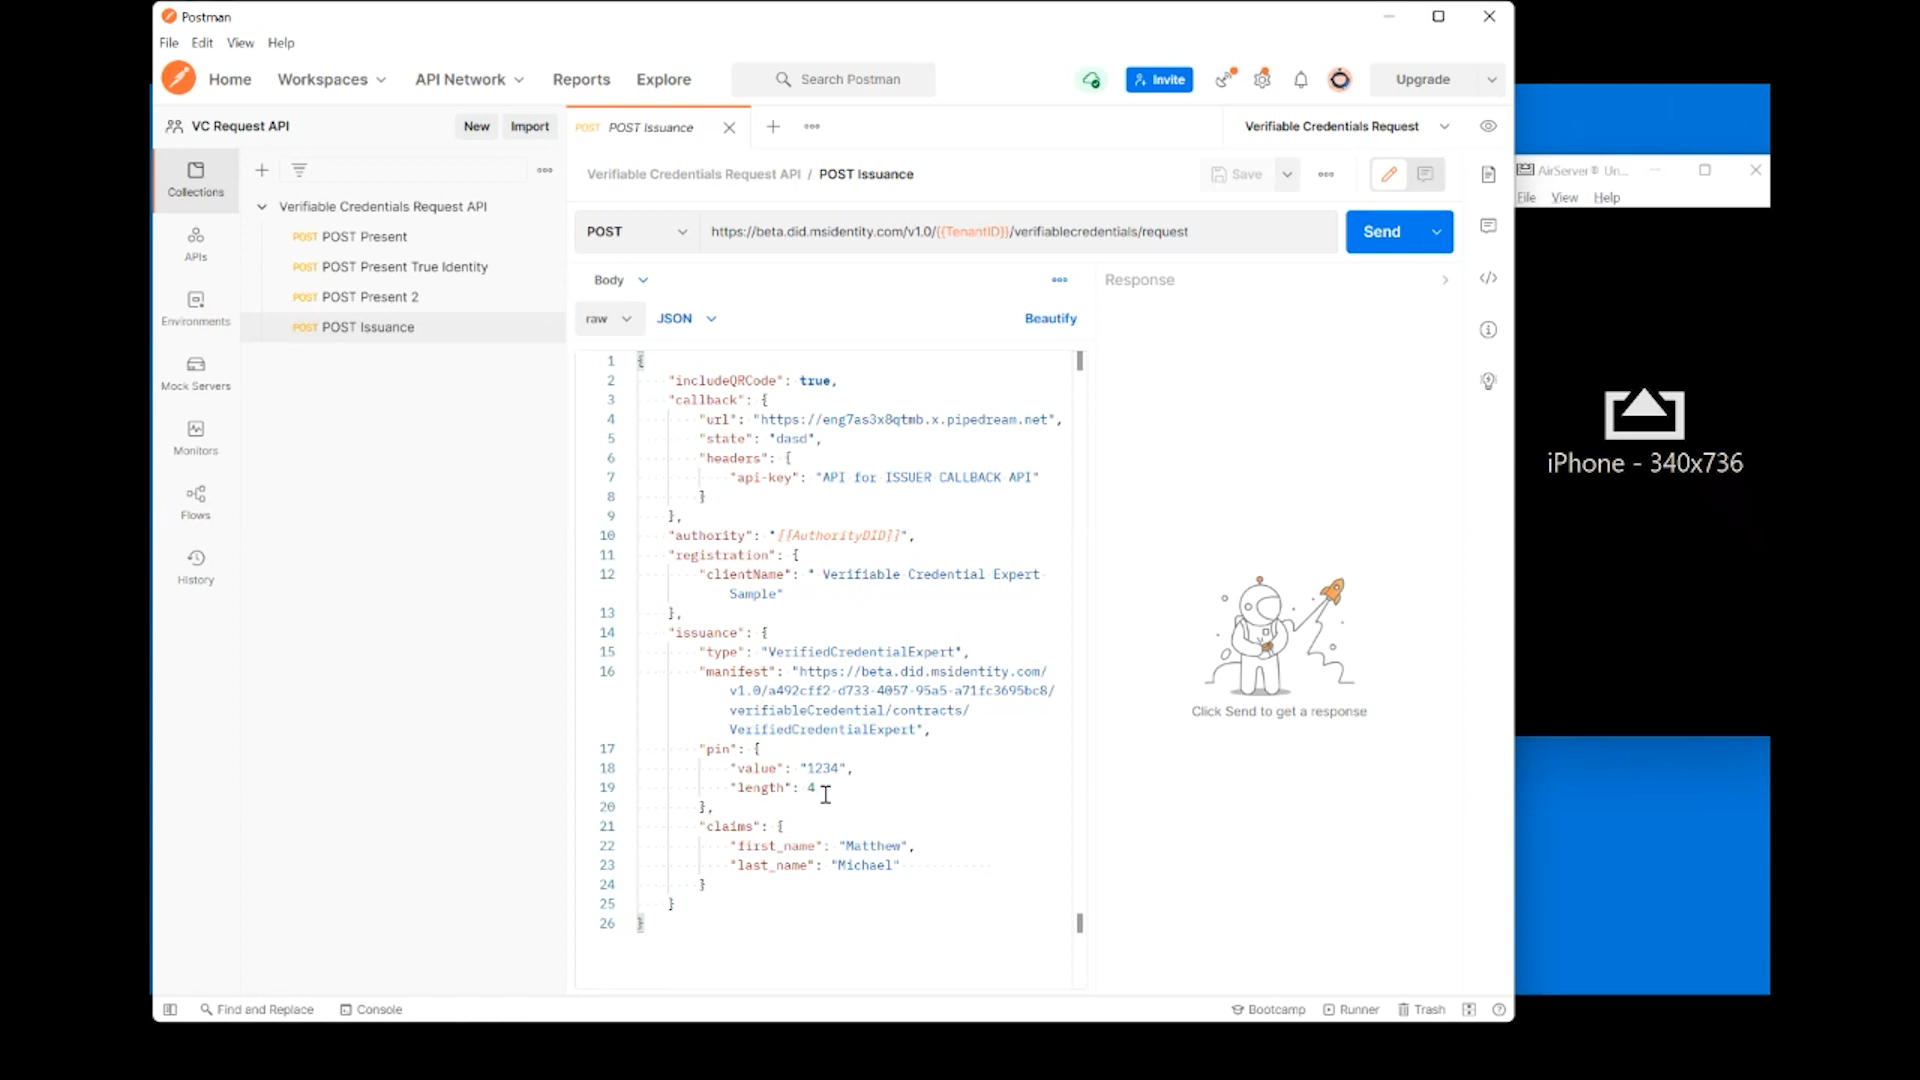 Postman
File Edit View Help
Home Workspaces API Network Reports Explore Search Postman Invite Upgrade
VC Request API New Import
POST POST Issuance
Verifiable Credentials Request
Collections
APIs
Environments
Mock Servers
Monitors
Flows
History
Verifiable Credentials Request API
POST POST Present
POST POST Present True Identity
POST POST Present 2
POST POST Issuance
Verifiable Credentials Request API / POST Issuance
Save
POST https://beta.did.msidentity.com/v1.0/{{TenantID}}/verifiablecredentials/request Send
Body
raw JSON Beautify
1 {
2 "includeQRCode": true,
3 "callback": {
4 "url": "https://eng7as3x8qtmb.x.pipedream.net",
5 "state": "dasd",
6 "headers": {
7 "api-key": "API for ISSUER CALLBACK API"
8 }
9 },
10 "authority": "{{AuthorityDID}}",
11 "registration": {
12 "clientName": " Verifiable Credential Expert
Sample"
13 },
14 "issuance": {
15 "type": "VerifiedCredentialExpert",
16 "manifest": "https://beta.did.msidentity.com/
v1.0/a492cff2-d733-4057-95a5-a71fc3695bc8/
verifiableCredential/contracts/
VerifiedCredentialExpert",
17 "pin": {
18 "value": "1234",
19 "length": 4
20 },
21 "claims": {
22 "first_name": "Matthew",
23 "last_name": "Michael"
24 }
25 }
26 }
Response
Click Send to get a response
Find and Replace Console
Bootcamp Runner Trash
AirServer® Un...
File View Help
iPhone - 340x736